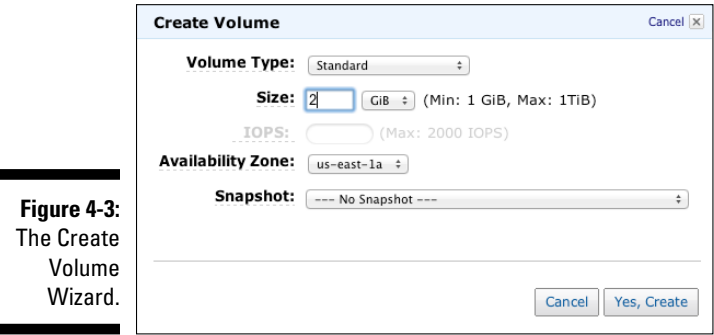 Create Volume Cancel
Volume Type: Standard
Size: 2 GiB (Min: 1 GiB, Max: 1TiB)
IOPS: (Max: 2000 IOPS)
Availability Zone: us-east-1a
Snapshot: --- No Snapshot ---
Cancel Yes, Create
Figure 4-3:
The Create
Volume
Wizard.